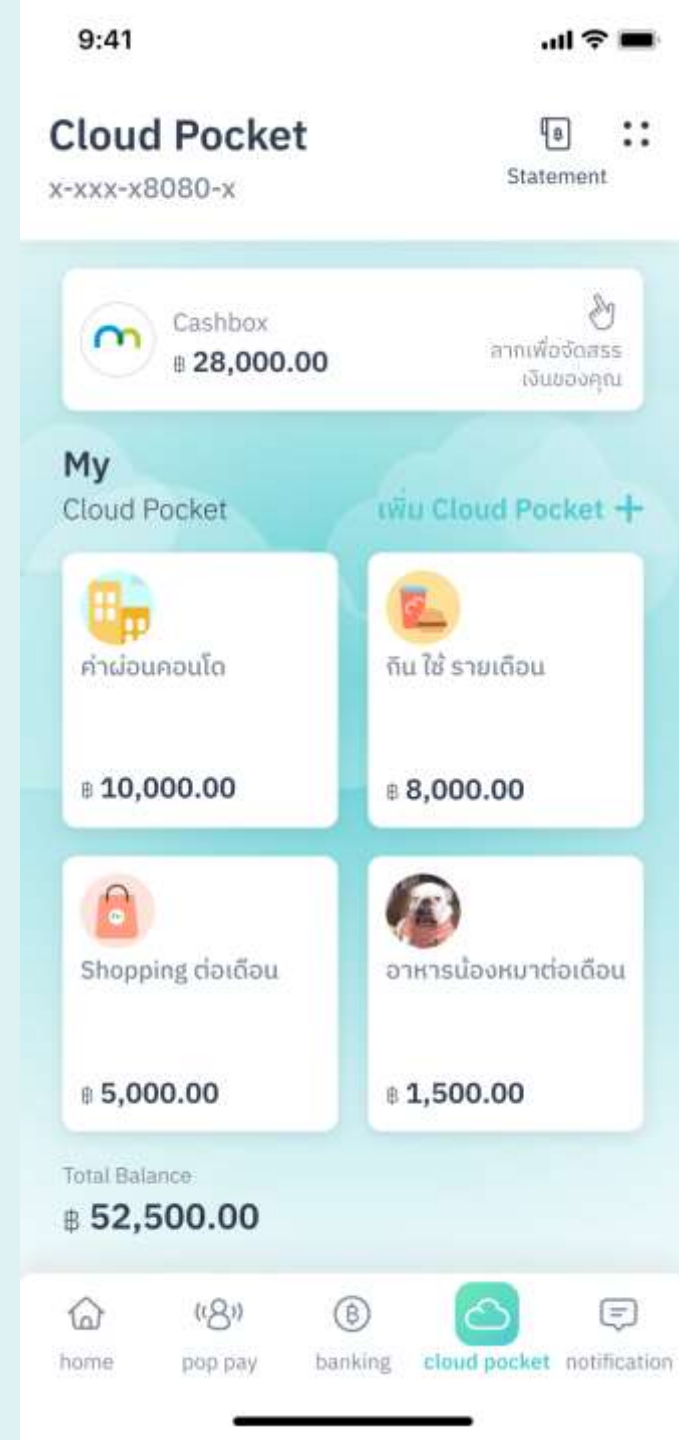 9:41
Cloud Pocket
Statement
x-xxx-x8080-x
Cashbox
฿ 28,000.00
ลากเพื่อจัดสรร
เงินของคุณ
My
Cloud Pocket
เพิ่ม Cloud Pocket +
ค่าผ่อนคอนโด
฿ 10,000.00
กิน ใช้ รายเดือน
฿ 8,000.00
Shopping ต่อเดือน
฿ 5,000.00
อาหารน้องหมาต่อเดือน
฿ 1,500.00
Total Balance
฿ 52,500.00
home
pop pay
banking
cloud pocket
notification